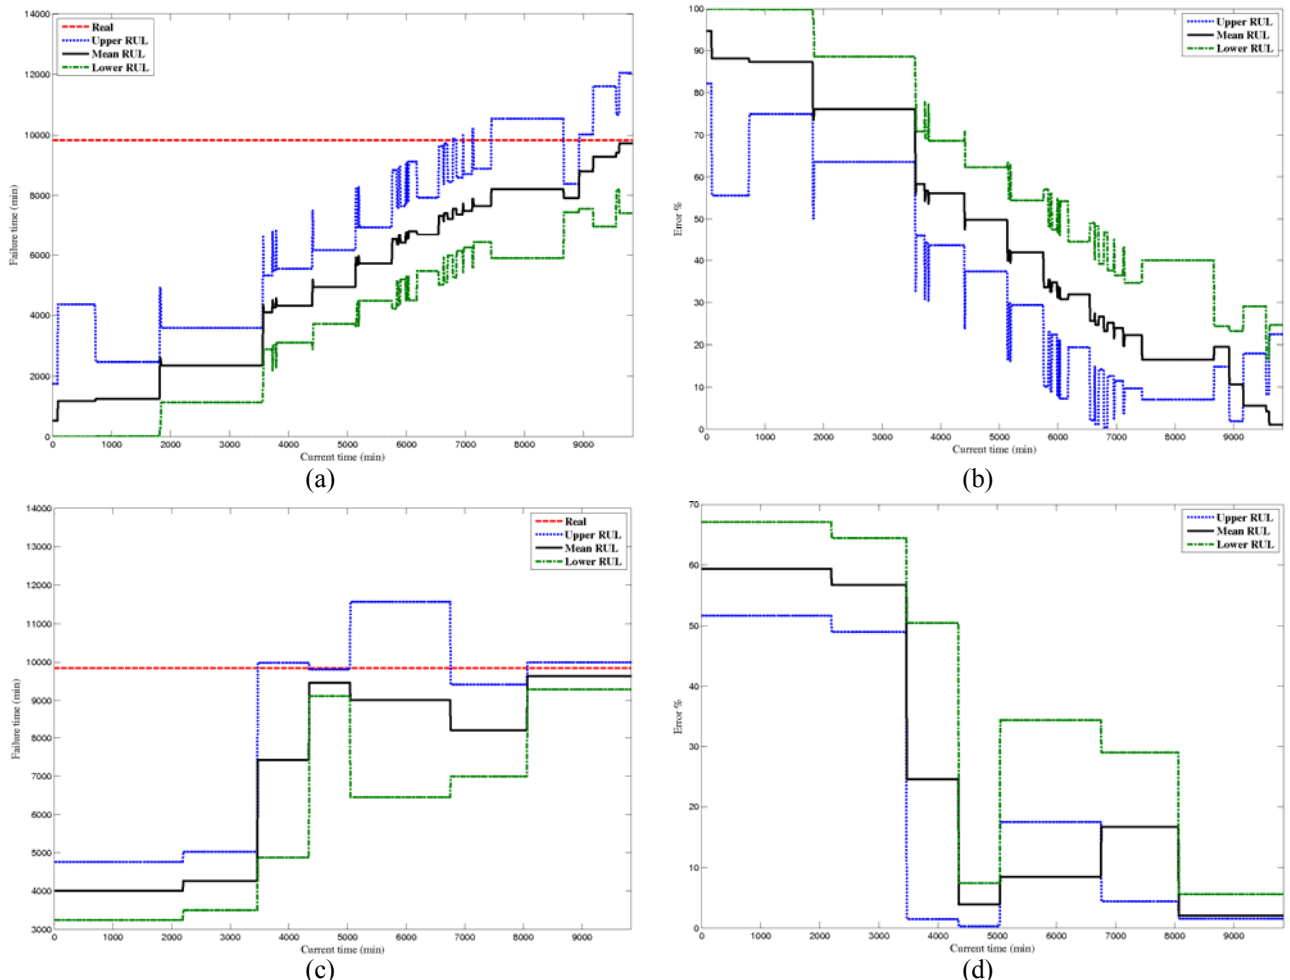 14000
12000
10000
8000
6000
4000
2000
0
Failure time (min)
Real
Upper RUL
Mean RUL
Lower RUL
0 1000 2000 3000 4000 5000 6000 7000 8000 9000
Current time (min)
(a)
100
90
80
70
60
50
40
30
20
10
0
Error %
Upper RUL
Mean RUL
Lower RUL
0 1000 2000 3000 4000 5000 6000 7000 8000 9000
Current time (min)
(b)
14000
13000
12000
11000
10000
9000
8000
7000
6000
5000
4000
3000
Failure time (min)
Real
Upper RUL
Mean RUL
Lower RUL
0 1000 2000 3000 4000 5000 6000 7000 8000 9000
Current time (min)
(c)
70
60
50
40
30
20
10
0
Error %
Upper RUL
Mean RUL
Lower RUL
0 1000 2000 3000 4000 5000 6000 7000 8000 9000
Current time (min)
(d)